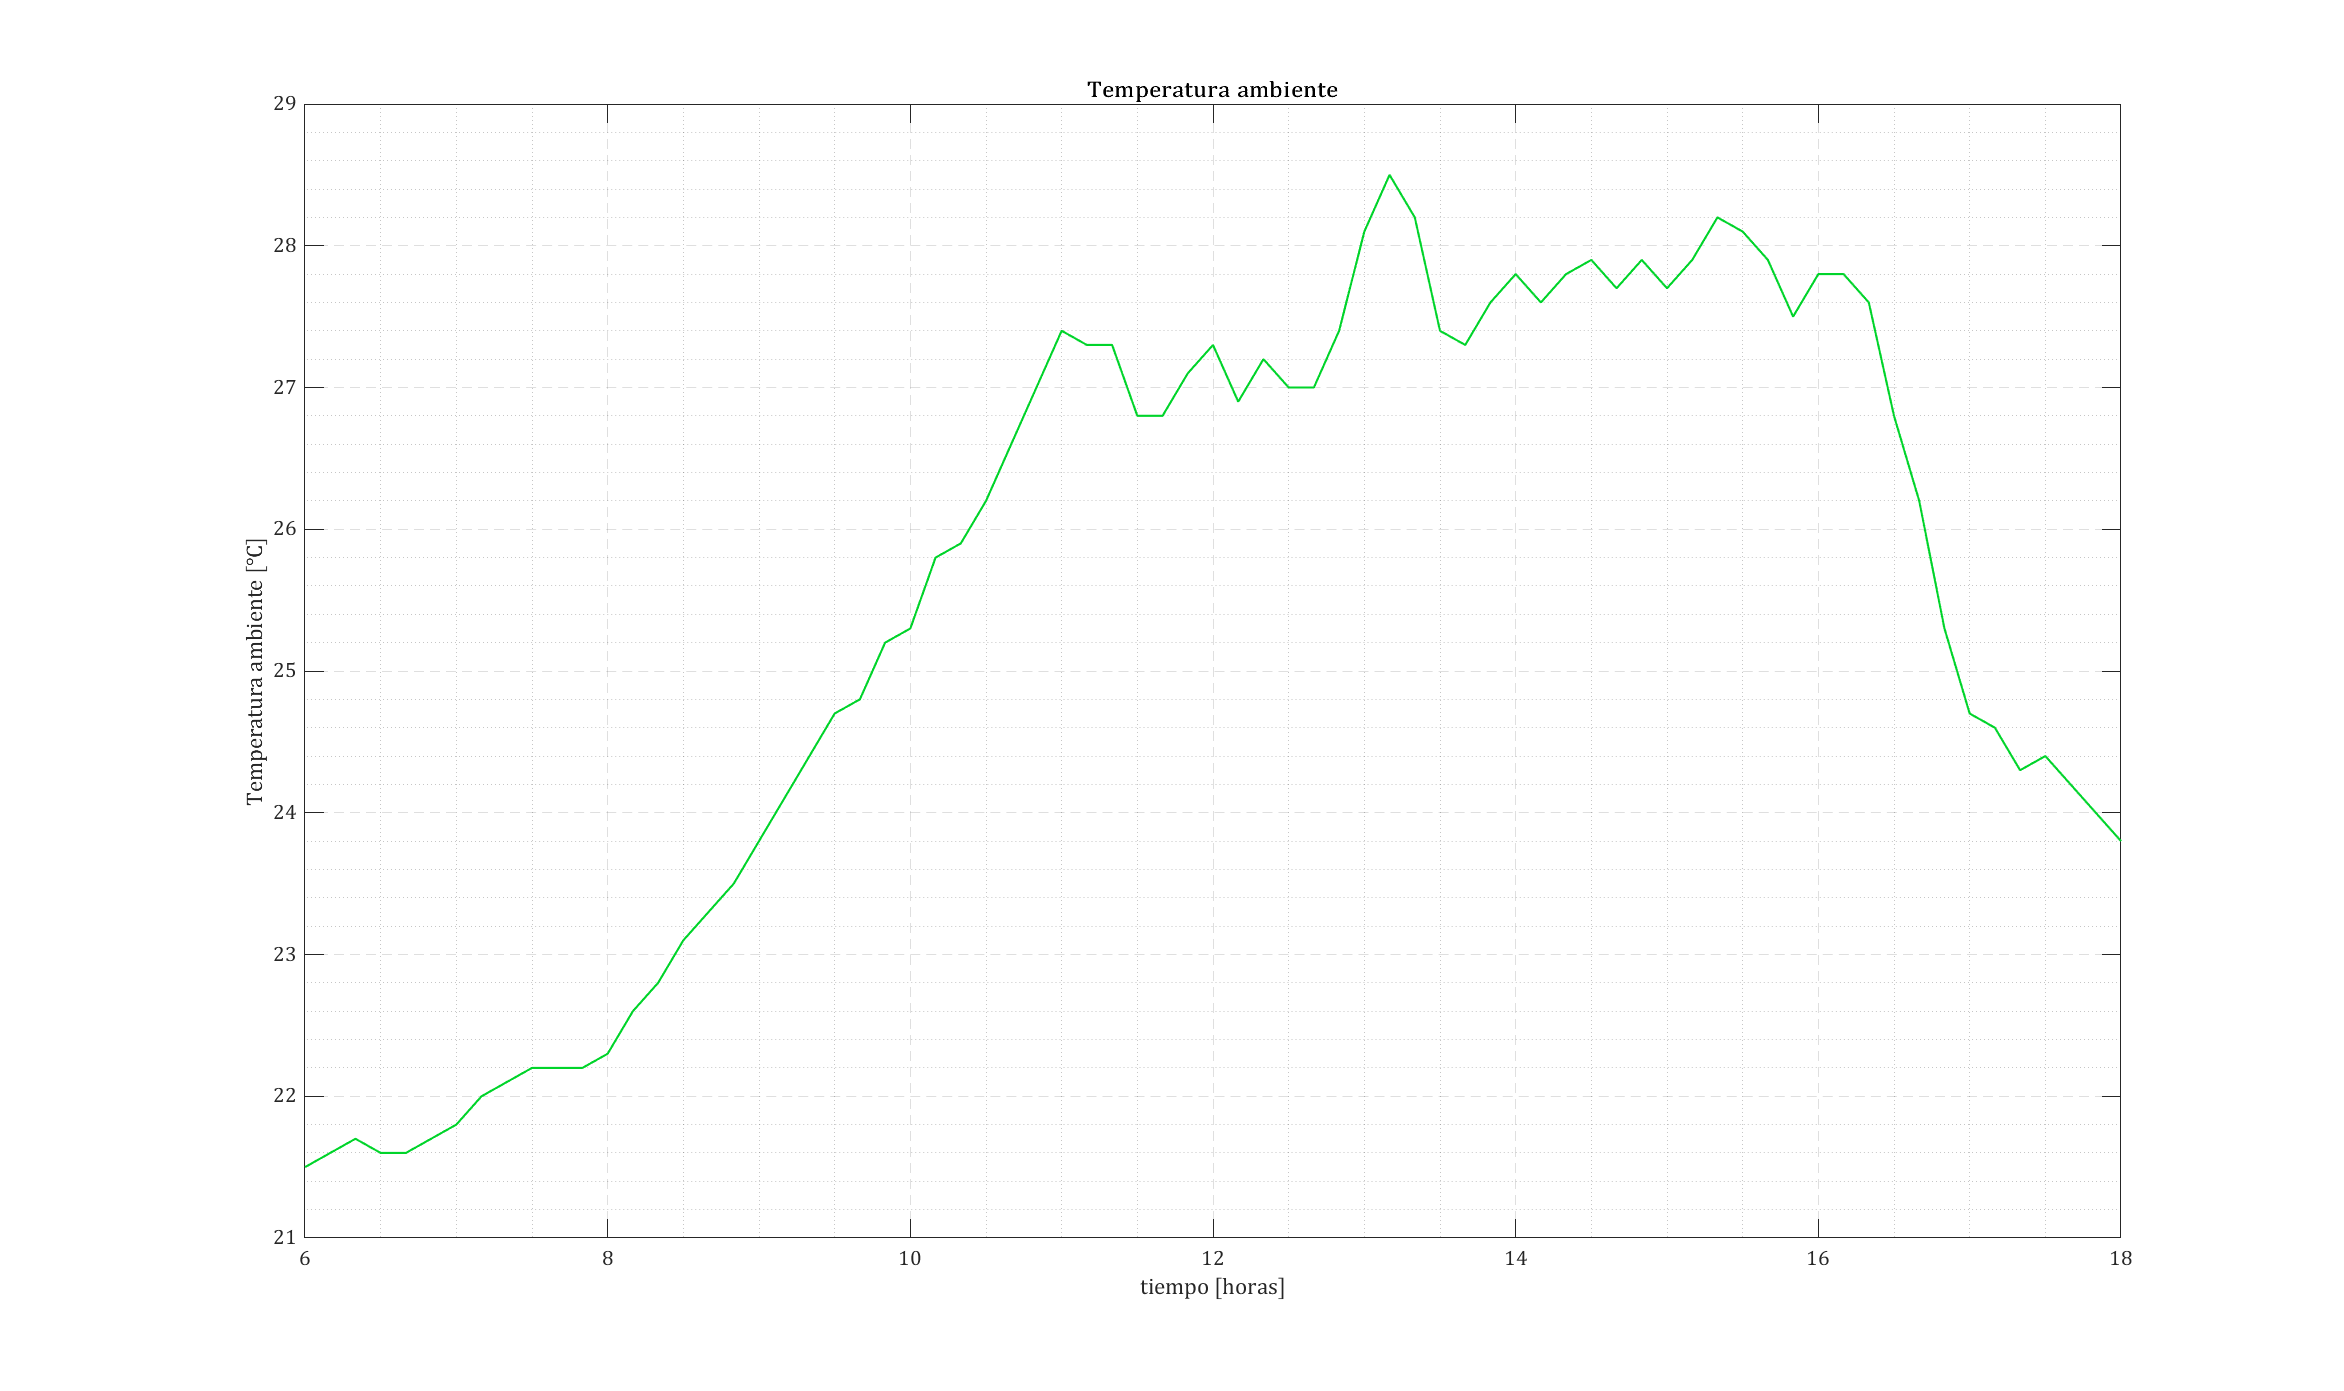 Temperatura ambiente
29
28
27
26
25
24
23
22
21
Temperatura ambiente [°C]
6 8 10 12 14 16 18
tiempo [horas]